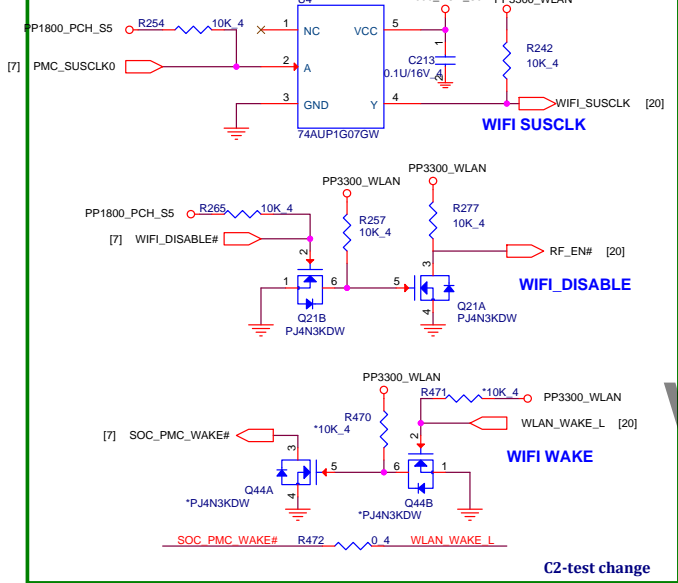 U4
PP3300_WLAN
PP1800_PCH_S5
R254
10K_4
1
NC
VCC
5
[7] PMC_SUSCLK0
2
A
C213
0.1U/16V_4
1
2
R242
10K_4
3
GND
Y
4
WIFI_SUSCLK [20]
74AUP1G07GW
WIFI SUSCLK
PP3300_WLAN
PP3300_WLAN
PP1800_PCH_S5
R265
10K_4
R257
10K_4
R277
10K_4
[7] WIFI_DISABLE#
2
3
RF_EN# [20]
1
6
5
4
WIFI_DISABLE
Q21B
PJ4N3KDW
Q21A
PJ4N3KDW
PP3300_WLAN
R471
*10K_4
PP3300_WLAN
R470
*10K_4
WLAN_WAKE_L [20]
[7] SOC_PMC_WAKE#
2
3
5
6
1
4
WIFI WAKE
Q44A
*PJ4N3KDW
Q44B
*PJ4N3KDW
SOC_PMC_WAKE#
R472
0_4
WLAN_WAKE_L
C2-test change